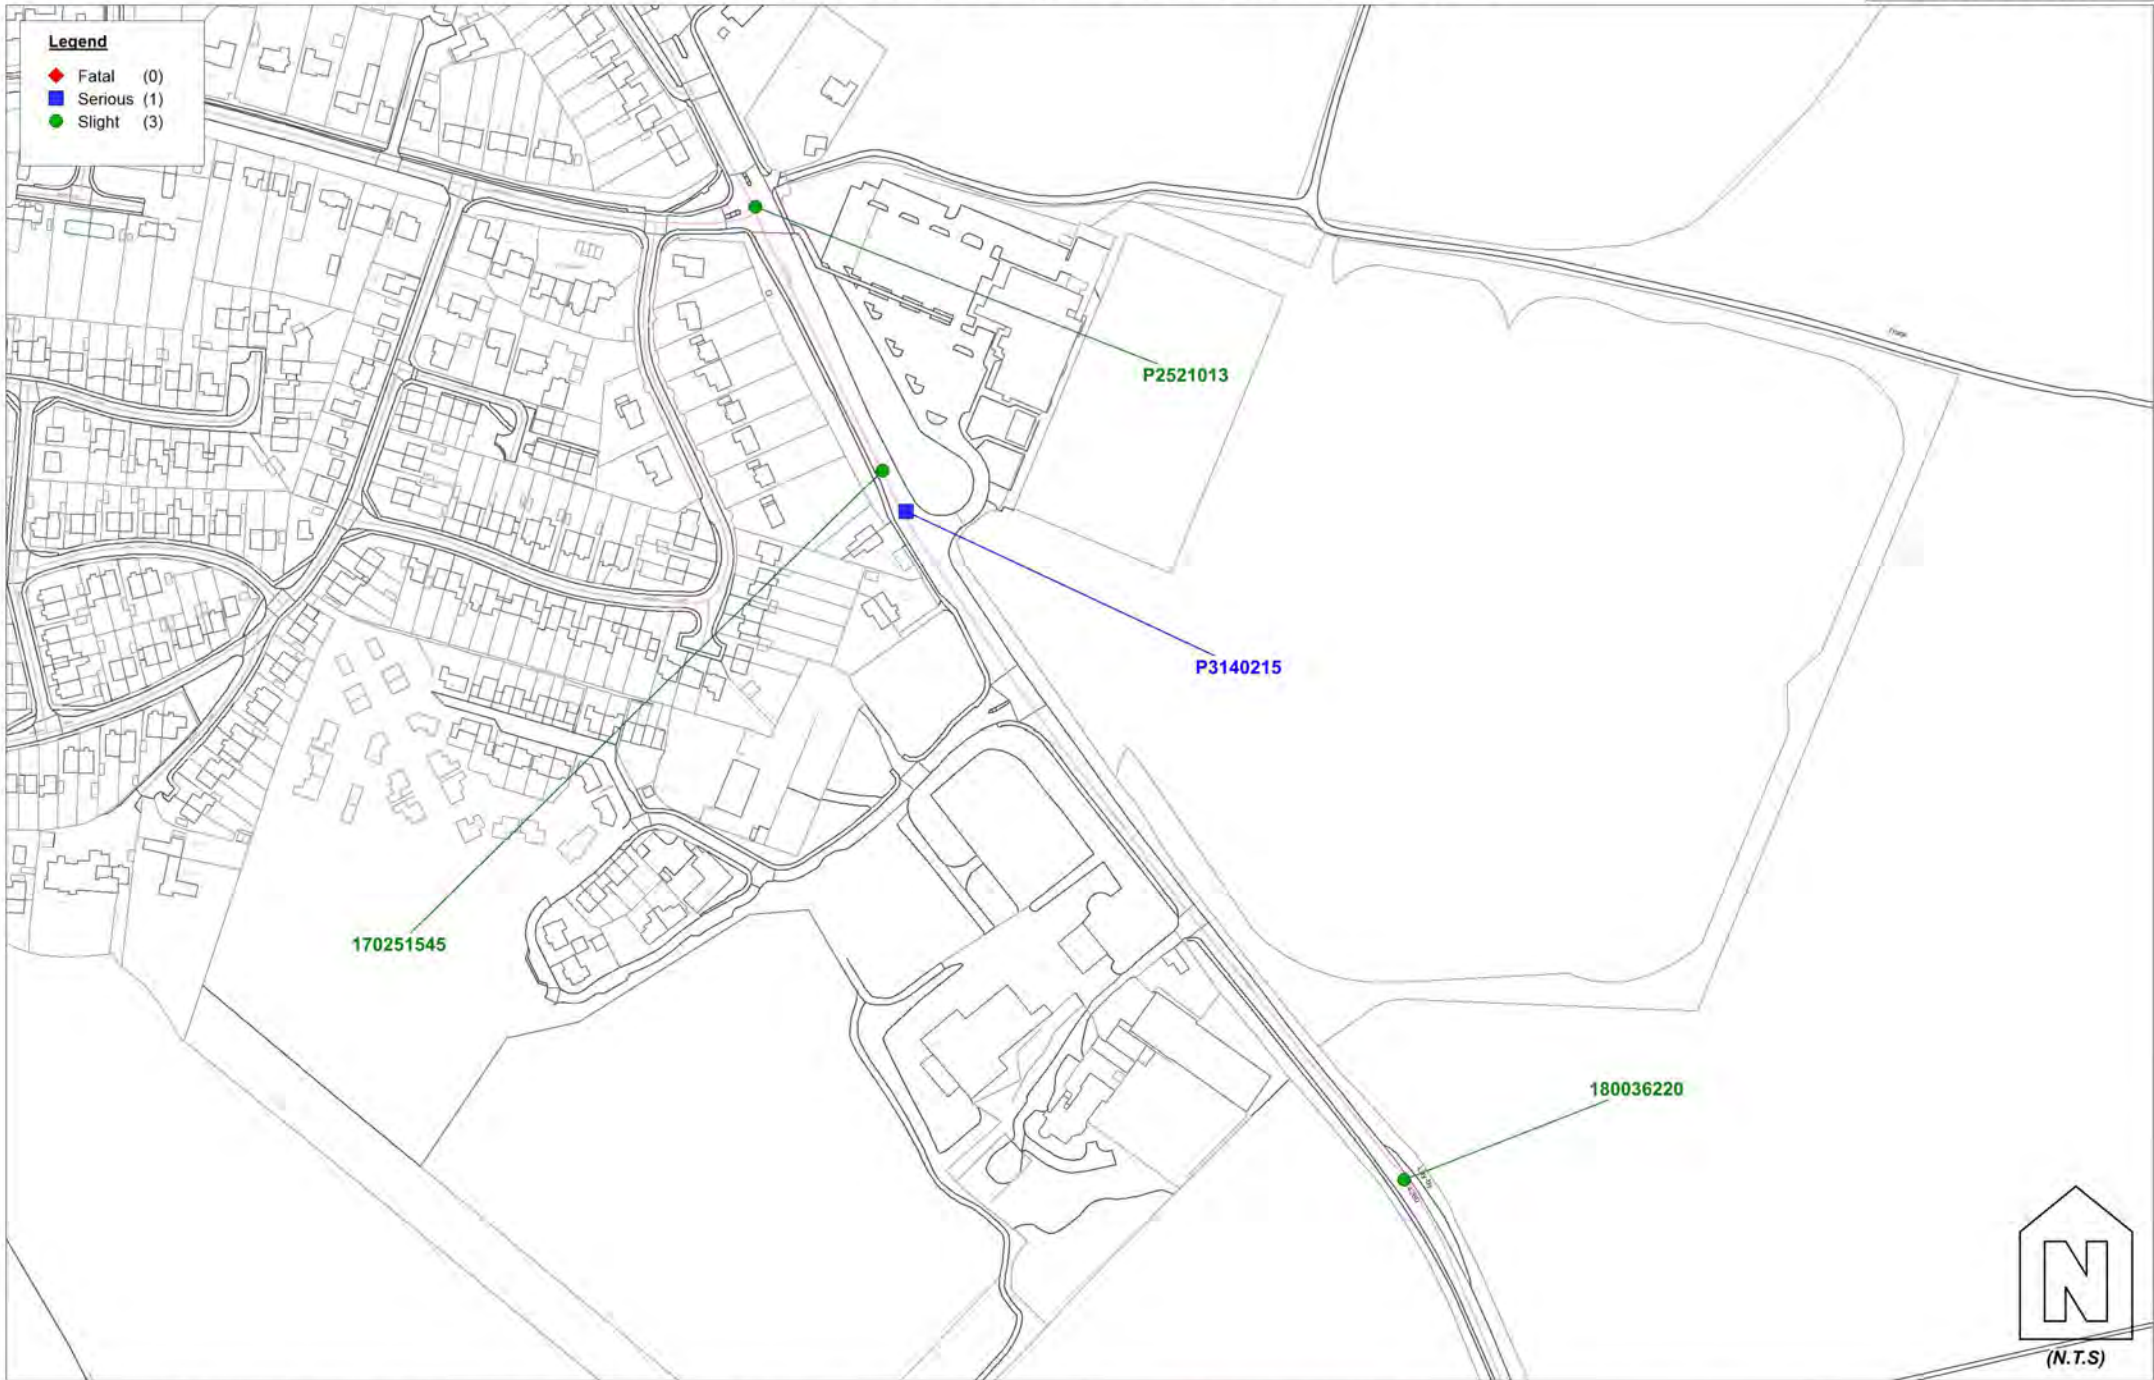 Legend
Fatal (0)
Serious (1)
Slight (3)
P2521013
P3140215
170251545
180036220
N
(N.T.S)